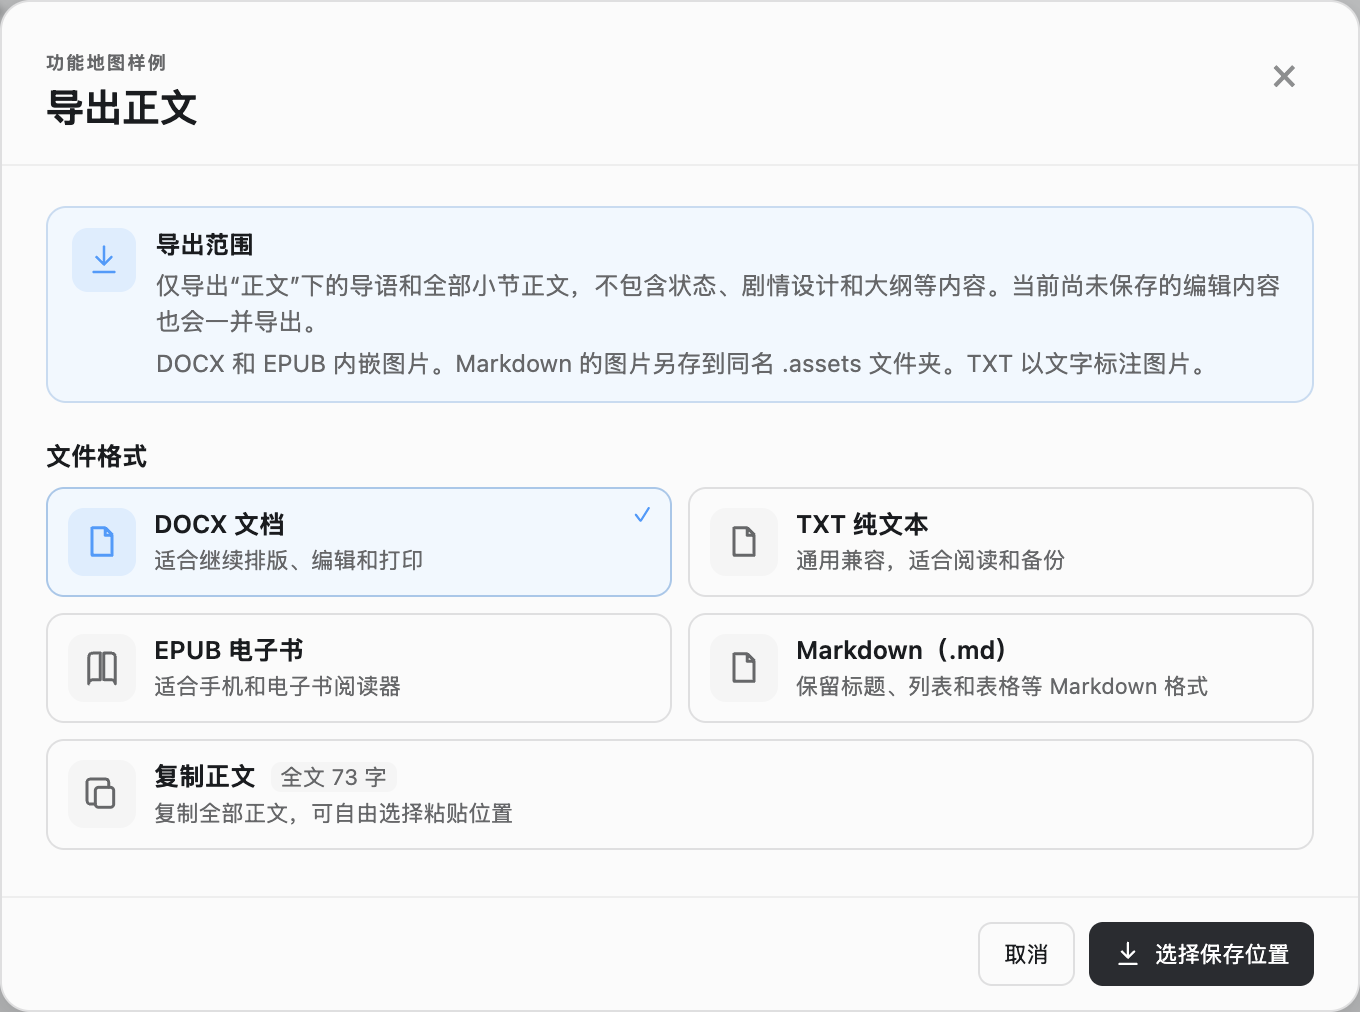 功能地图样例
导出正文
导出范围
仅导出“正文”下的导语和全部小节正文，不包含状态、剧情设计和大纲等内容。当前尚未保存的编辑内容
也会一并导出。
DOCX 和 EPUB 内嵌图片。Markdown 的图片另存到同名 .assets 文件夹。TXT 以文字标注图片。
文件格式
DOCX 文档
适合继续排版、编辑和打印
TXT 纯文本
通用兼容，适合阅读和备份
EPUB 电子书
适合手机和电子书阅读器
Markdown（.md）
保留标题、列表和表格等 Markdown 格式
复制正文 全文 73 字
复制全部正文，可自由选择粘贴位置
取消
选择保存位置